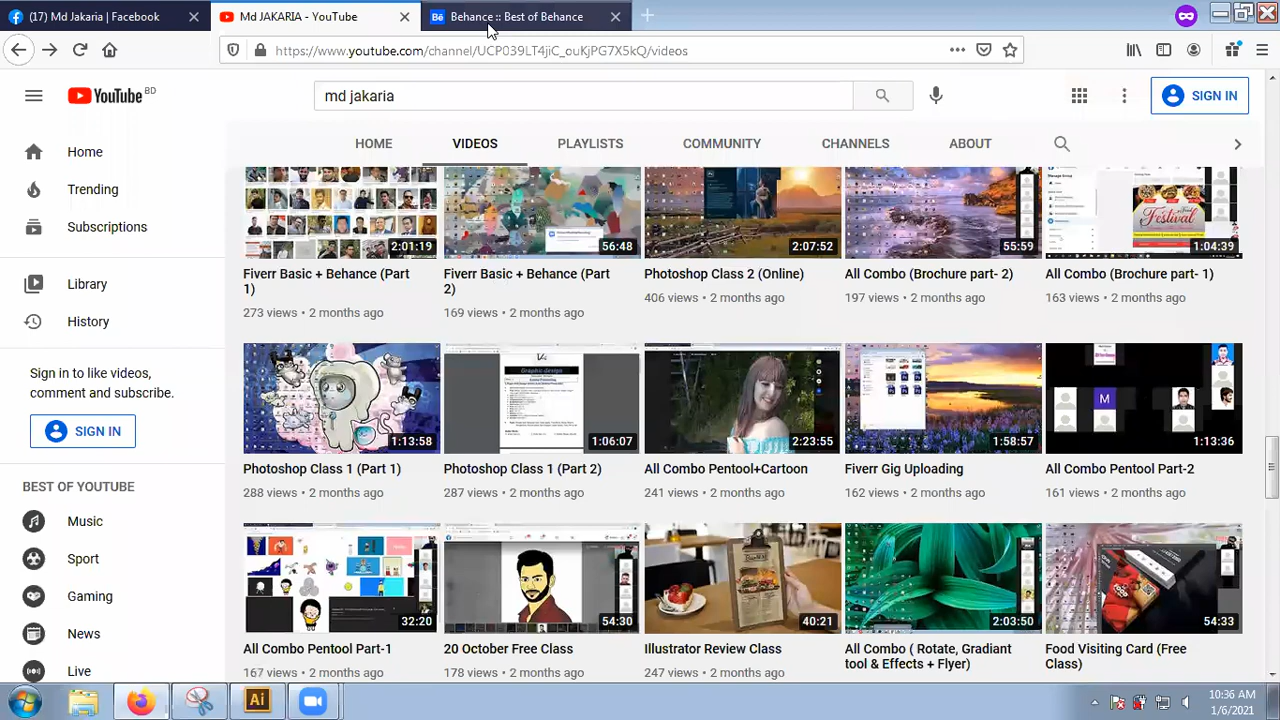 (17) Md Jakaria | Facebook
Md JAKARIA - YouTube
Behance :: Best of Behance
https://www.youtube.com/channel/UCP039LT4jiC_ouKjPG7X5kQ/videos
YouTube BD
md jakaria
SIGN IN
HOME
VIDEOS
PLAYLISTS
COMMUNITY
CHANNELS
ABOUT
Home
Trending
Subscriptions
Library
History
Sign in to like videos,
comment and subscribe.
SIGN IN
BEST OF YOUTUBE
Music
Sport
Gaming
News
Live
2:01:19
56:48
2:07:52
55:59
Festival
1:04:39
Fiverr Basic + Behance (Part
1)
273 views • 2 months ago
Fiverr Basic + Behance (Part
2)
169 views • 2 months ago
Photoshop Class 2 (Online)
406 views • 2 months ago
All Combo (Brochure part- 2)
197 views • 2 months ago
All Combo (Brochure part- 1)
163 views • 2 months ago
1:13:58
Graphic design
1:06:07
2:23:55
1:58:57
M
1:13:36
Photoshop Class 1 (Part 1)
288 views • 2 months ago
Photoshop Class 1 (Part 2)
287 views • 2 months ago
All Combo Pentool+Cartoon
241 views • 2 months ago
Fiverr Gig Uploading
162 views • 2 months ago
All Combo Pentool Part-2
161 views • 2 months ago
32:20
54:30
40:21
2:03:50
54:33
All Combo Pentool Part-1
167 views • 2 months ago
20 October Free Class
178 views • 2 months ago
Illustrator Review Class
247 views • 2 months ago
All Combo ( Rotate, Gradiant
tool & Effects + Flyer)
Food Visiting Card (Free
Class)
Ai
10:36 AM
1/6/2021